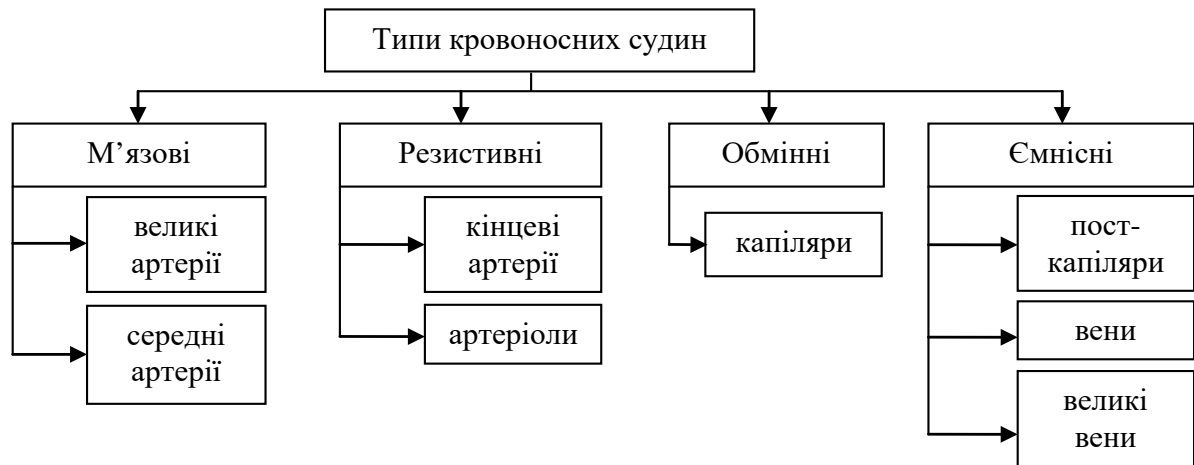 Типи кровоносних судин
М’язові
великі
артерії
середні
артерії
Резистивні
кінцеві
артерії
артеріоли
Обмінні
капіляри
Ємнісні
пост-
капіляри
вени
великі
вени